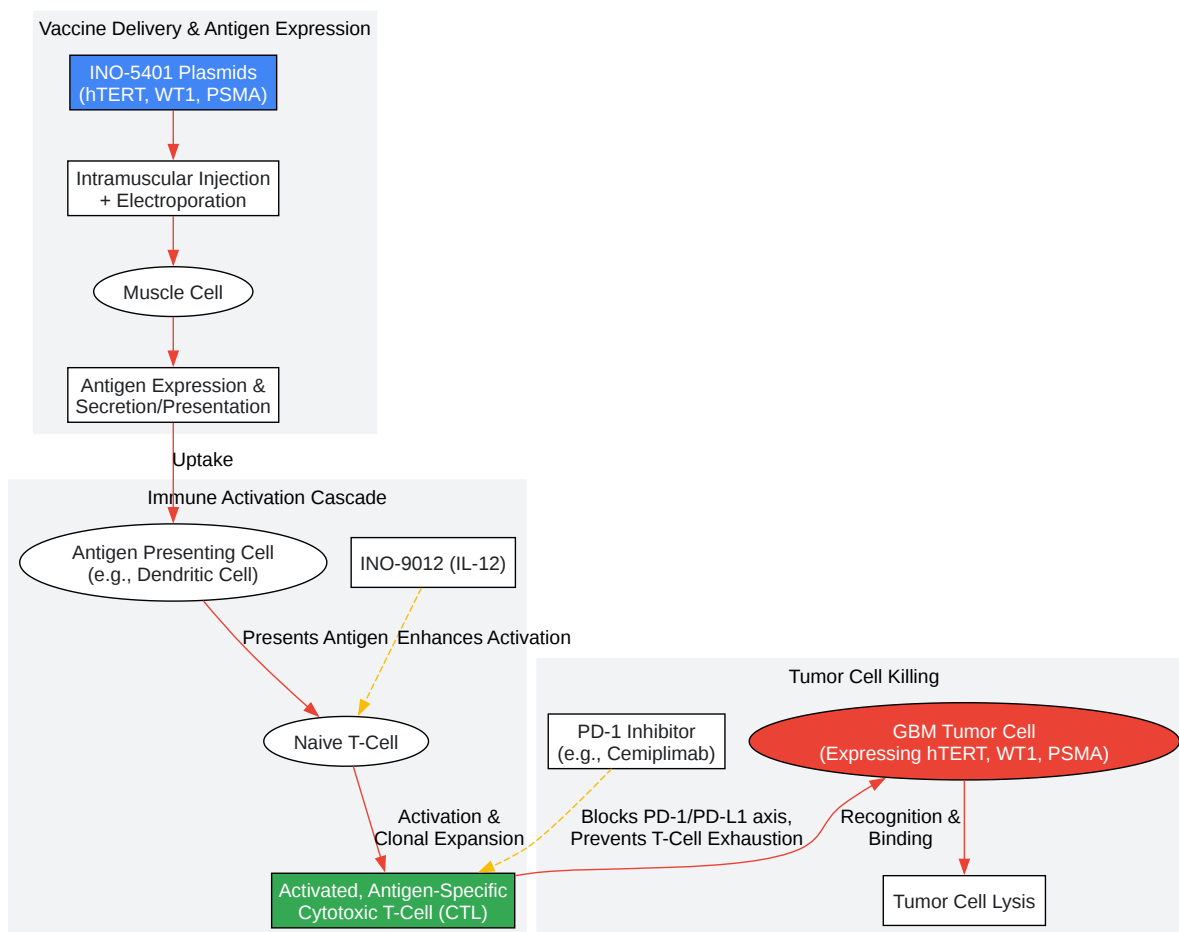 Vaccine Delivery & Antigen Expression
INO-5401 Plasmids
(hTERT, WT1, PSMA)
Intramuscular Injection
+ Electroporation
Muscle Cell
Antigen Expression &
Secretion/Presentation
Uptake
Immune Activation Cascade
Antigen Presenting Cell
(e.g., Dendritic Cell)
INO-9012 (IL-12)
Presents Antigen
Enhances Activation
Naive T-Cell
Activation &
Clonal Expansion
Activated, Antigen-Specific
Cytotoxic T-Cell (CTL)
Tumor Cell Killing
PD-1 Inhibitor
(e.g., Cemiplimab)
GBM Tumor Cell
(Expressing hTERT, WT1, PSMA)
Blocks PD-1/PD-L1 axis,
Prevents T-Cell Exhaustion
Recognition &
Binding
Tumor Cell Lysis